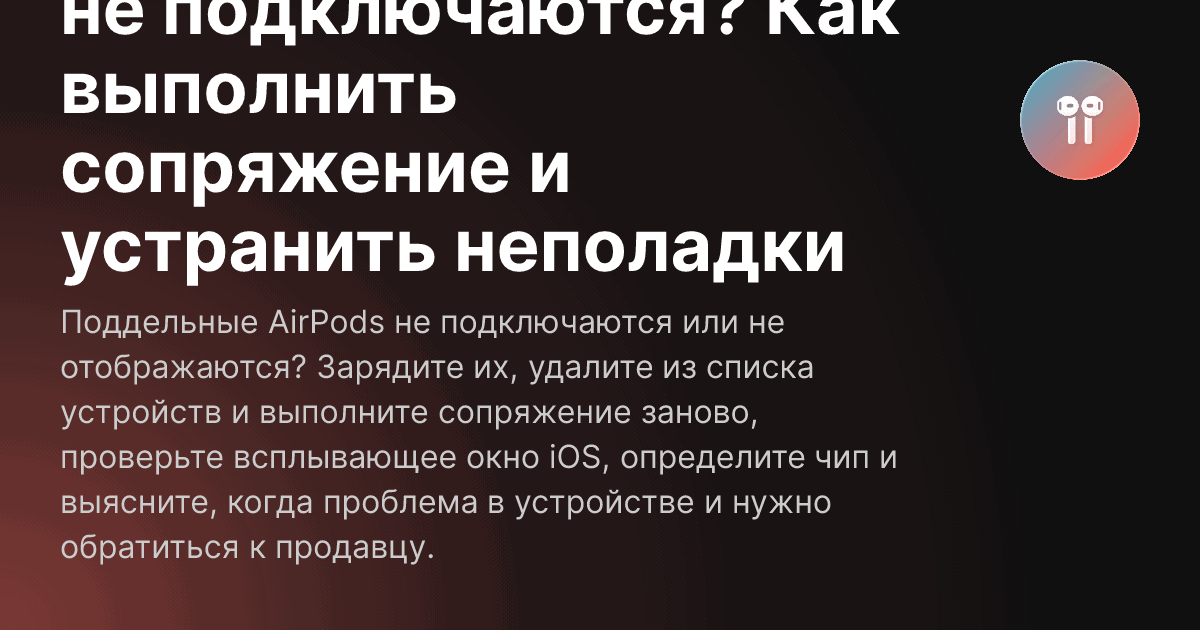 не подключаются? Как
выполнить
сопряжение и
устранить неполадки
Поддельные AirPods не подключаются или не
отображаются? Зарядите их, удалите из списка
устройств и выполните сопряжение заново,
проверьте всплывающее окно iOS, определите чип и
выясните, когда проблема в устройстве и нужно
обратиться к продавцу.